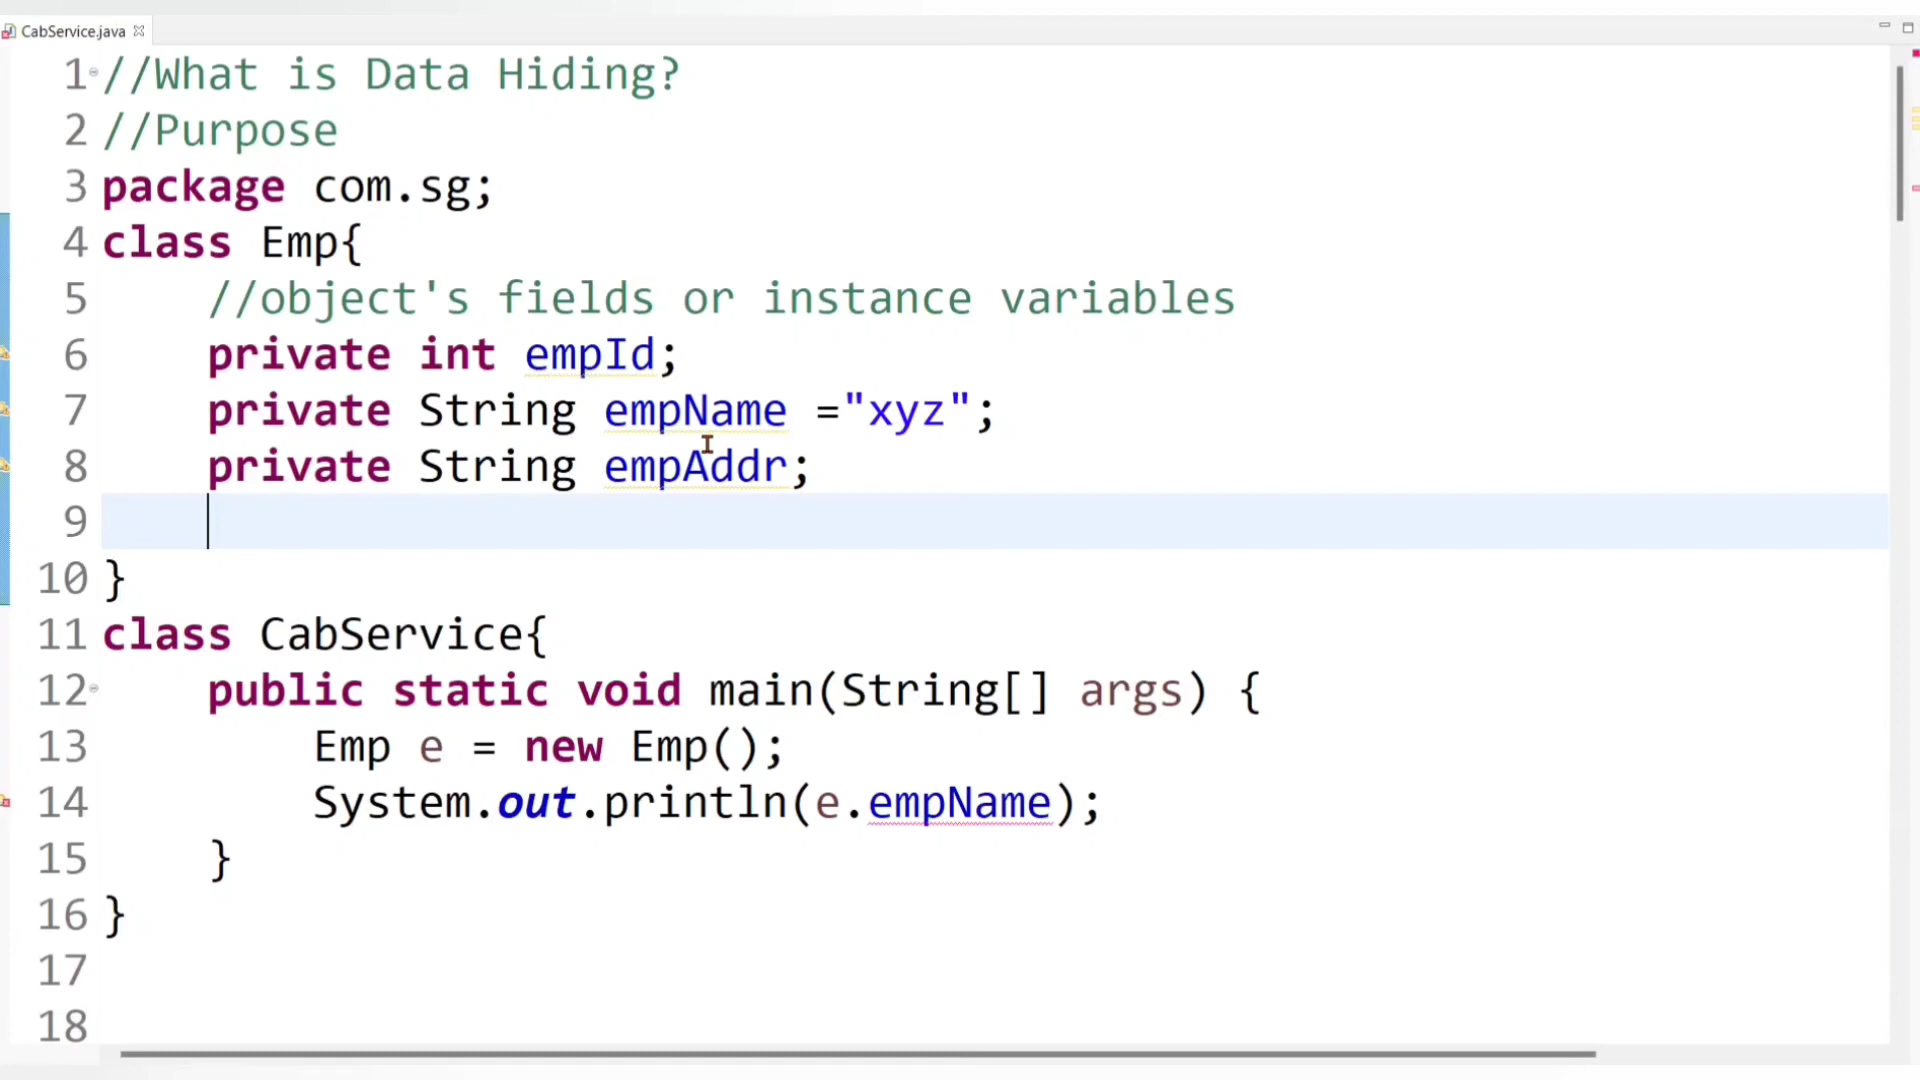 CabService.java
1 //What is Data Hiding?
2 //Purpose
3 package com.sg;
4 class Emp{
5 //object's fields or instance variables
6 private int empId;
7 private String empName ="xyz";
8 private String empAddr;
9
10 }
11 class CabService{
12 public static void main(String[] args) {
13 Emp e = new Emp();
14 System.out.println(e.empName);
15 }
16 }
17
18